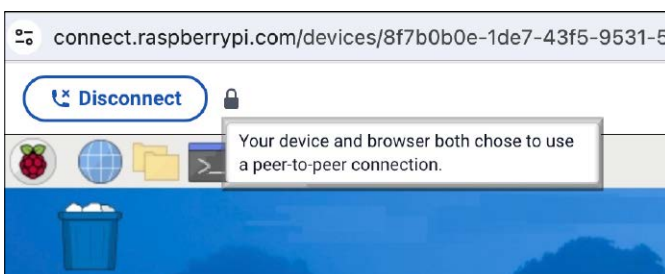 connect.raspberrypi.com/devices/8f7b0b0e-1de7-43f5-9531-5
Disconnect
Your device and browser both chose to use
a peer-to-peer connection.
>_